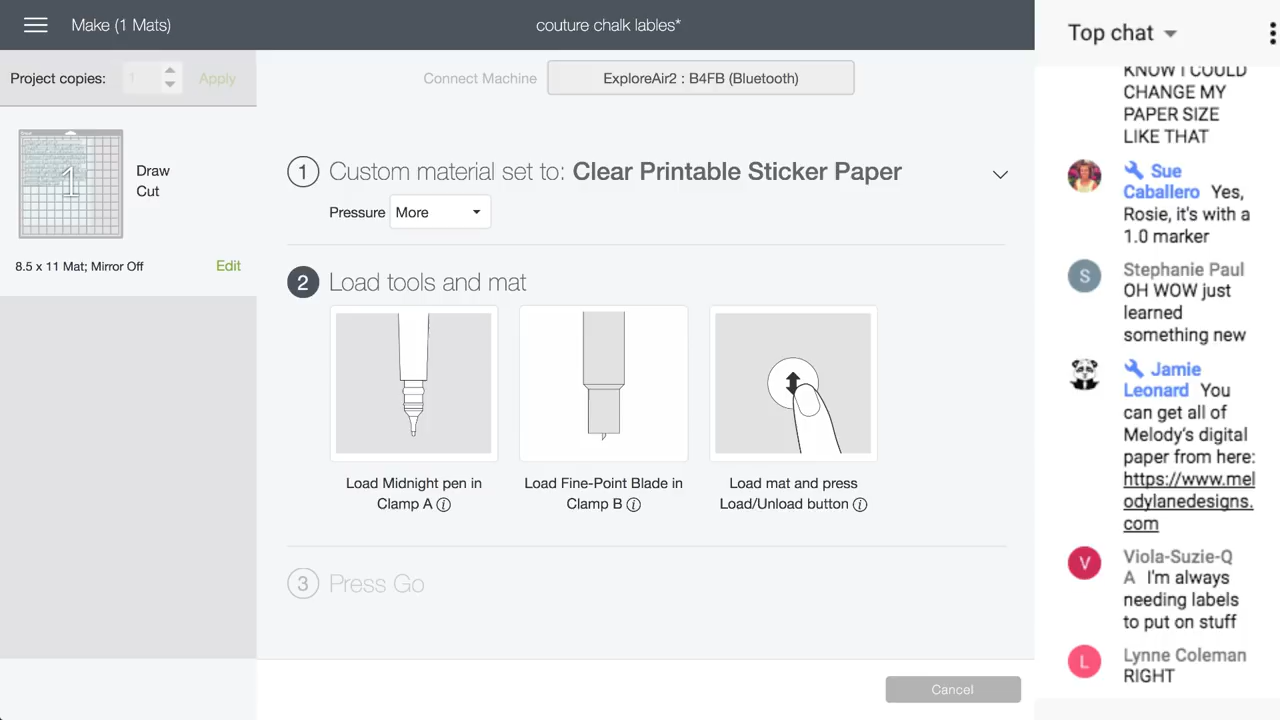 Make (1 Mats)
couture chalk lables*
Project copies:
1
Apply
Connect Machine
ExploreAir2 : B4FB (Bluetooth)
1
Draw
Cut
8.5 x 11 Mat; Mirror Off
Edit
1 Custom material set to: Clear Printable Sticker Paper
Pressure
More
2 Load tools and mat
Load Midnight pen in
Clamp A
Load Fine-Point Blade in
Clamp B
Load mat and press
Load/Unload button
3 Press Go
Cancel
Top chat
KNOW I COULD
CHANGE MY
PAPER SIZE
LIKE THAT
Sue
Caballero Yes,
Rosie, it's with a
1.0 marker
S
Stephanie Paul
OH WOW just
learned
something new
Jamie
Leonard You
can get all of
Melody's digital
paper from here:
https://www.mel
odylanedesigns.
com
V
Viola-Suzie-Q
A I'm always
needing labels
to put on stuff
L
Lynne Coleman
RIGHT